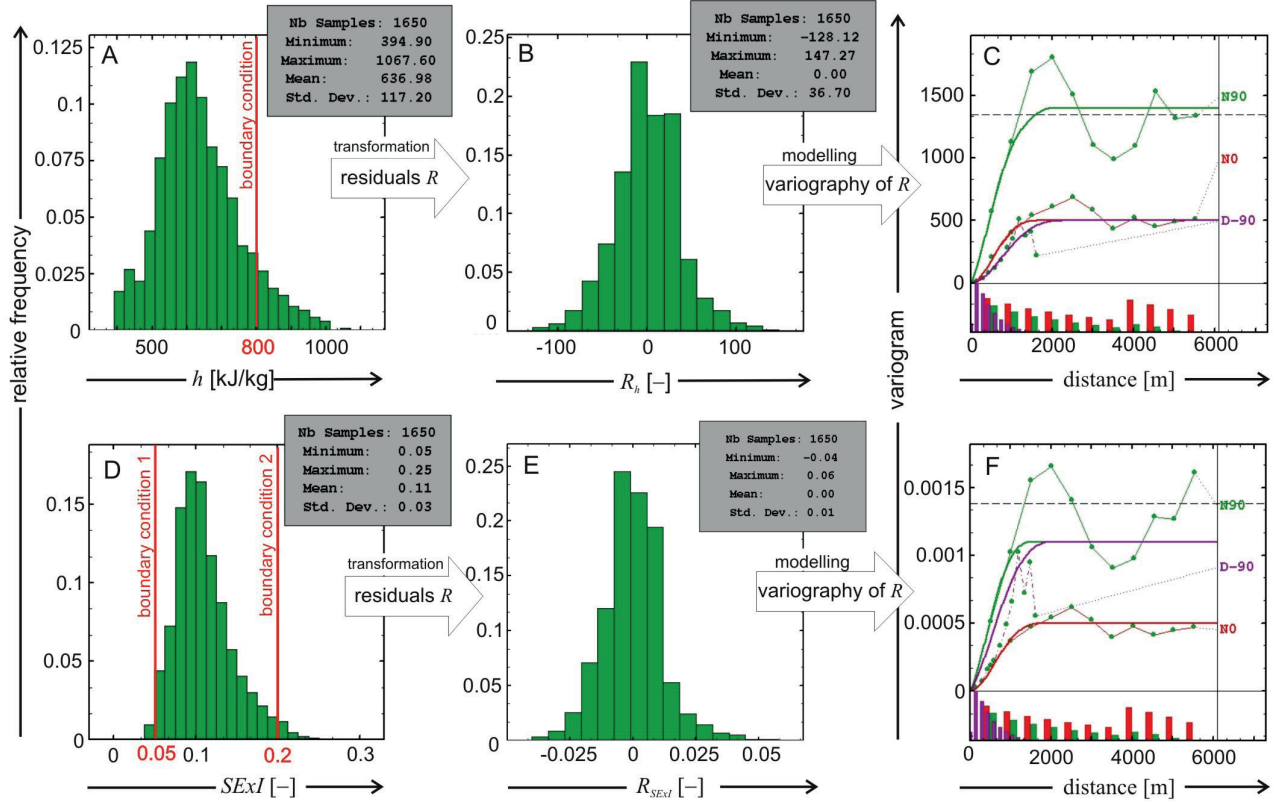 relative frequency
A
0.125
0.1
0.075
0.05
0.025
0
500
800
1000
boundary condition
h [kJ/kg]
Nb Samples: 1650
Minimum: 394.90
Maximum: 1067.60
Mean: 636.98
Std. Dev.: 117.20
transformation
residuals R
B
0.25
0.2
0.15
0.1
0.05
0
-100
0
100
Rh [–]
Nb Samples: 1650
Minimum: -128.12
Maximum: 147.27
Mean: 0.00
Std. Dev.: 36.70
modelling
variography of R
variogram
C
1500
1000
500
0
N90
N0
D-90
0
2000
4000
6000
distance [m]
D
0.15
0.1
0.05
0
0
0.05
0.1
0.2
0.3
boundary condition 1
boundary condition 2
SExI [–]
Nb Samples: 1650
Minimum: 0.05
Maximum: 0.25
Mean: 0.11
Std. Dev.: 0.03
transformation
residuals R
E
0.25
0.2
0.15
0.1
0.05
0
-0.025
0
0.025
RSExI [–]
Nb Samples: 1650
Minimum: -0.04
Maximum: 0.06
Mean: 0.00
Std. Dev.: 0.01
modelling
variography of R
F
0.0015
0.001
0.0005
0
N90
D-90
N0
0
2000
4000
6000
distance [m]